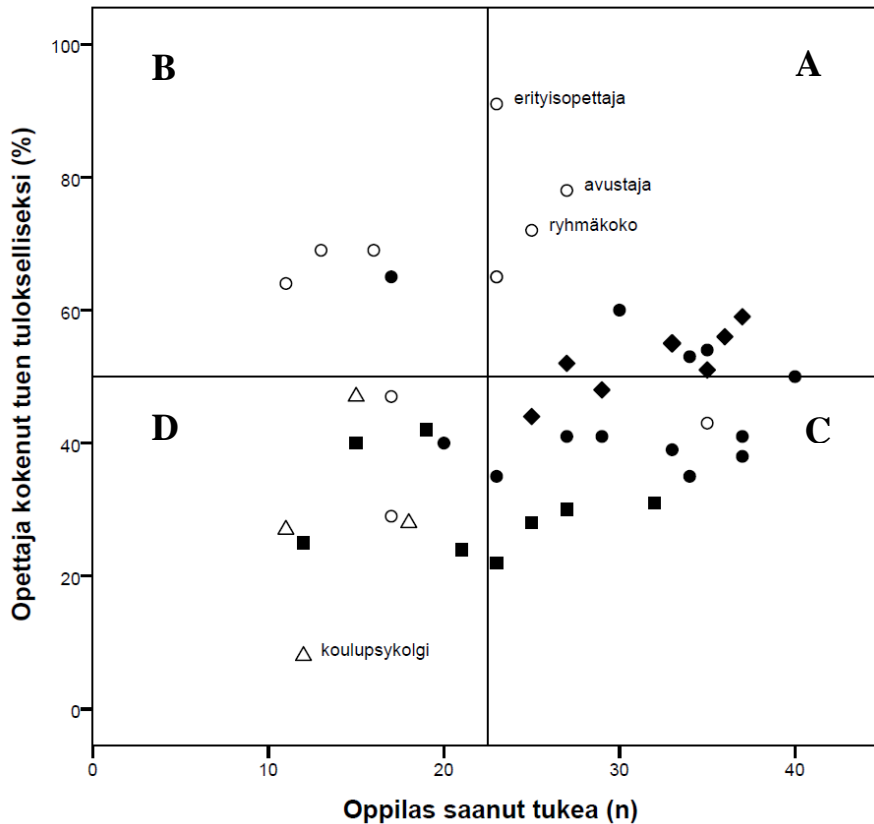 B
A
C
D
erityisopettaja
avustaja
ryhmäkoko
koulupsykolgi
Opettaja kokenut tuen tulokselliseksi (%)
100
80
60
40
20
0
0
10
20
30
40
Oppilas saanut tukea (n)